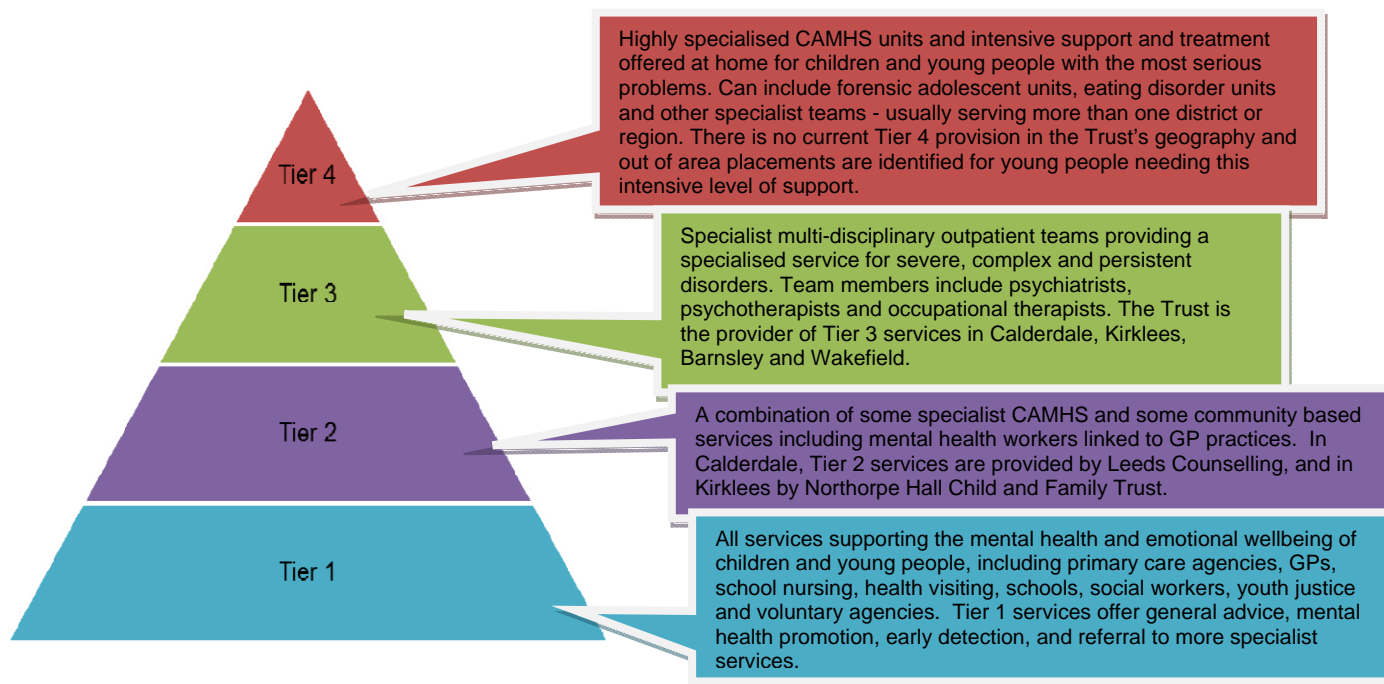 Highly specialised CAMHS units and intensive support and treatment
offered at home for children and young people with the most serious
problems. Can include forensic adolescent units, eating disorder units
and other specialist teams - usually serving more than one district or
region. There is no current Tier 4 provision in the Trust's geography and
out of area placements are identified for young people needing this
intensive level of support.
Tier 4
Specialist multi-disciplinary outpatient teams providing a
specialised service for severe, complex and persistent
disorders. Team members include psychiatrists,
psychotherapists and occupational therapists. The Trust is
the provider of Tier 3 services in Calderdale, Kirklees,
Barnsley and Wakefield.
Tier 3
A combination of some specialist CAMHS and some community based
services including mental health workers linked to GP practices.  In
Calderdale, Tier 2 services are provided by Leeds Counselling, and in
Kirklees by Northorpe Hall Child and Family Trust.
Tier 2
All services supporting the mental health and emotional wellbeing of
children and young people, including primary care agencies, GPs,
school nursing, health visiting, schools, social workers, youth justice
and voluntary agencies.  Tier 1 services offer general advice, mental
health promotion, early detection, and referral to more specialist
services.
Tier 1